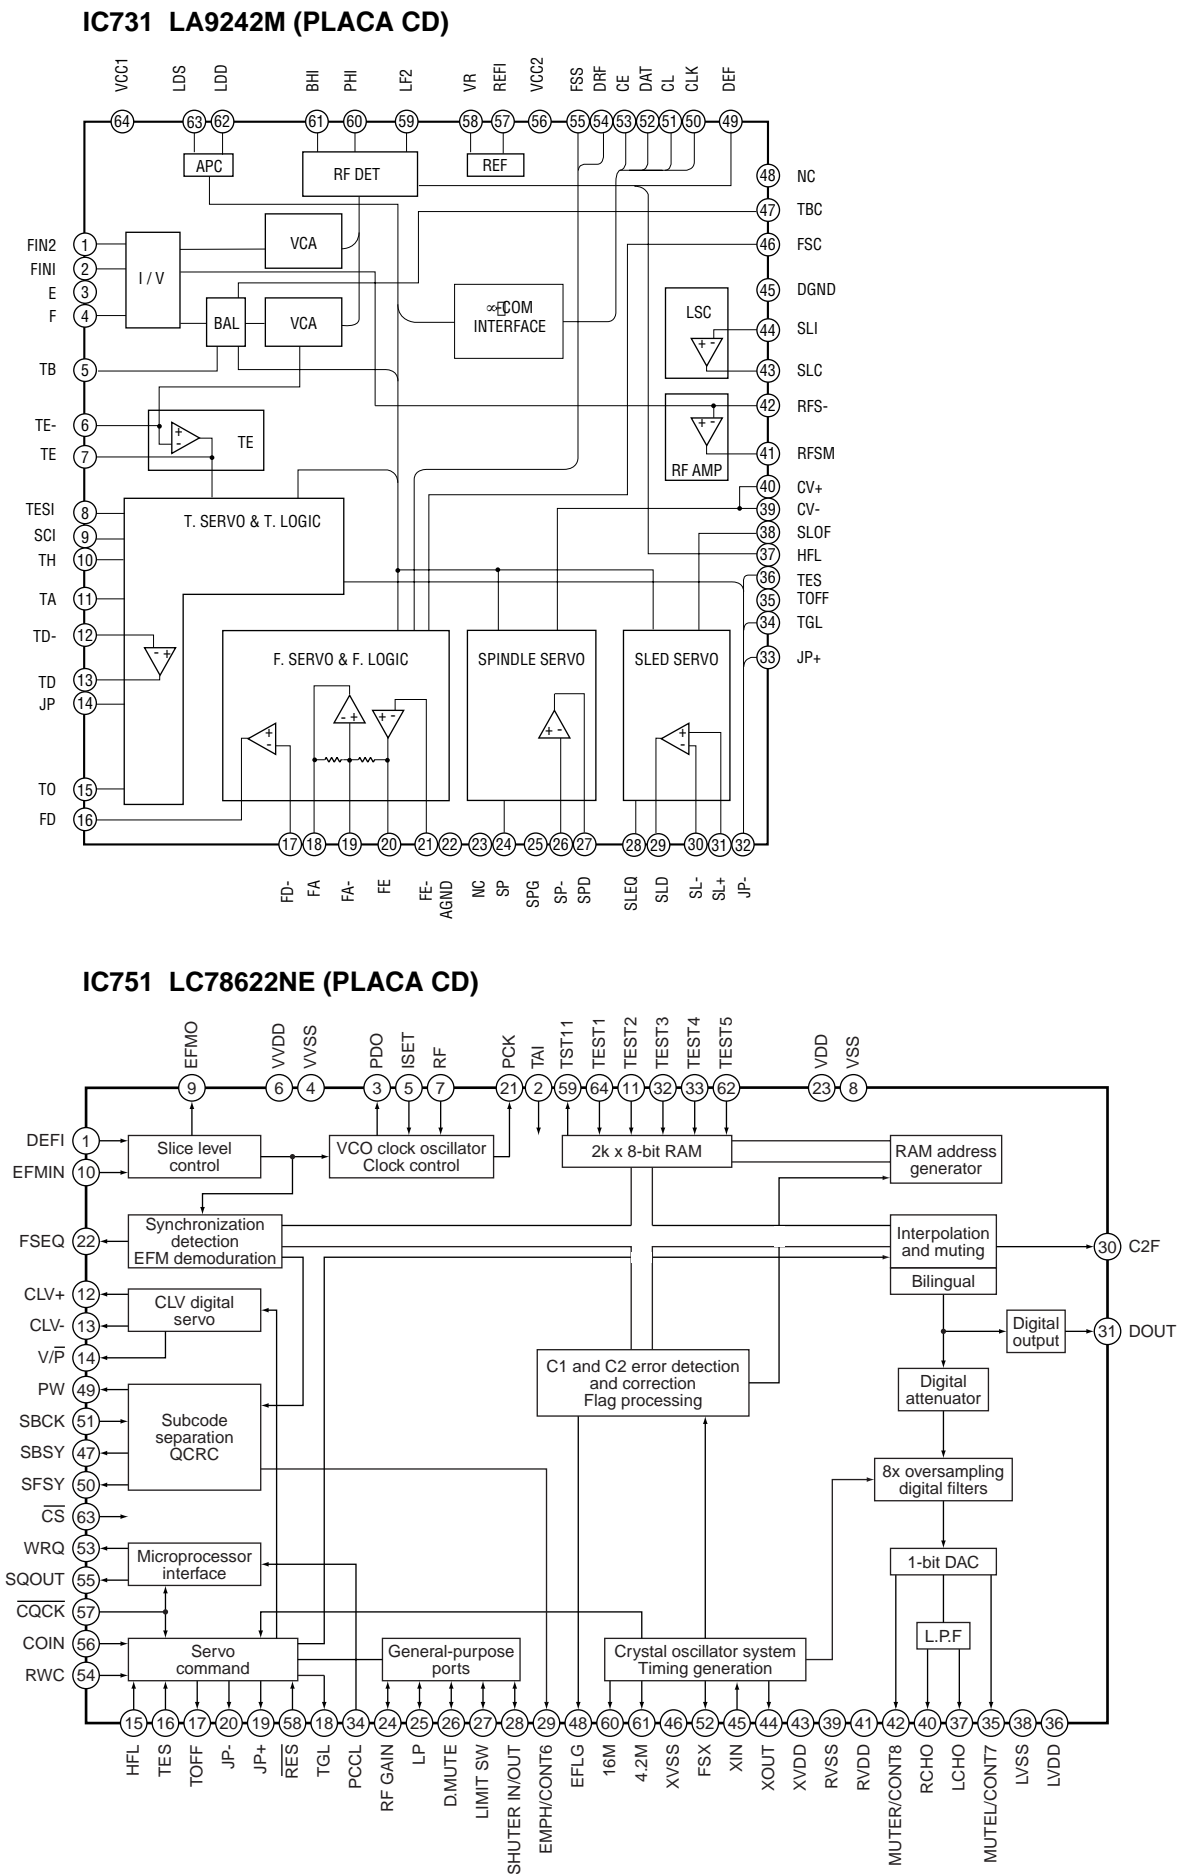 IC731 LA9242M (PLACA CD)
VCC1 LDS LDD BHI PHI LF2 VR REFI VCC2 FSS DRF CE DAT CL CLK DEF
64 63 62 61 60 59 58 57 56 55 54 53 52 51 50 49
APC
RF DET
REF
48 NC
47 TBC
46 FSC
45 DGND
44 SLI
43 SLC
42 RFS-
41 RFSM
40 CV+
39 CV-
38 SLOF
37 HFL
36 TES
35 TOFF
34 TGL
33 JP+
FIN2 1
FINI 2
E 3
F 4
TB 5
TE- 6
TE 7
TESI 8
SCI 9
TH 10
TA 11
TD- 12
TD 13
JP 14
TO 15
FD 16
I / V
VCA
BAL
VCA
∞-COM
INTERFACE
LSC
+ -
RF AMP
+ -
TE
+
-
T. SERVO & T. LOGIC
- +
F. SERVO & F. LOGIC
+
-
- +
+ -
SPINDLE SERVO
+ -
SLED SERVO
+
-
17 18 19 20 21 22 23 24 25 26 27 28 29 30 31 32
FD- FA FA- FE FE- AGND NC SP SPG SP- SPD SLEQ SLD SL- SL+ JP-
IC751 LC78622NE (PLACA CD)
EFMO VVDD VVSS PDO ISET RF PCK TAI TST11 TEST1 TEST2 TEST3 TEST4 TEST5 VDD VSS
9 6 4 3 5 7 21 2 59 64 11 32 33 62 23 8
DEFI 1
EFMIN 10
FSEQ 22
CLV+ 12
CLV- 13
V/P 14
PW 49
SBCK 51
SBSY 47
SFSY 50
CS 63
WRQ 53
SQOUT 55
CQCK 57
COIN 56
RWC 54
Slice level
control
VCO clock oscillator
Clock control
2k x 8-bit RAM
RAM address
generator
Synchronization
detection
EFM demoduration
Interpolation
and muting
Bilingual
30 C2F
CLV digital
servo
Digital
output
31 DOUT
C1 and C2 error detection
and correction
Flag processing
Digital
attenuator
Subcode
separation
QCRC
8x oversampling
digital filters
Microprocessor
interface
1-bit DAC
L.P.F
Servo
command
General-purpose
ports
Crystal oscillator system
Timing generation
15 16 17 20 19 58 18 34 24 25 26 27 28 29 48 60 61 46 52 45 44 43 39 41 42 40 37 35 38 36
HFL TES TOFF JP- JP+ RES TGL PCCL RF GAIN LP D.MUTE LIMIT SW SHUTER IN/OUT EMPH/CONT6 EFLG 16M 4.2M XVSS FSX XIN XOUT XVDD RVSS RVDD MUTER/CONT8 RCHO LCHO MUTEL/CONT7 LVSS LVDD